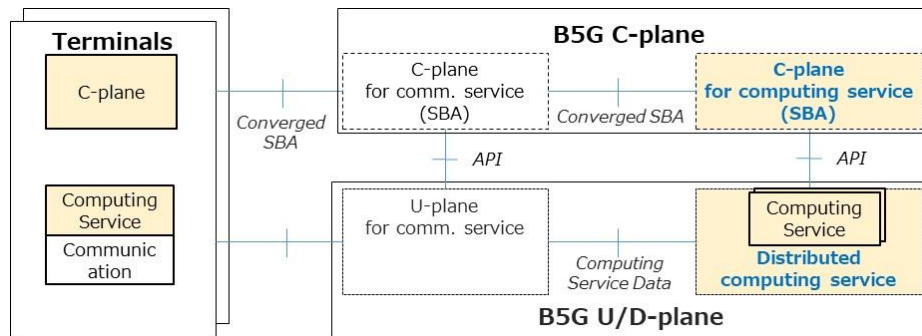 Terminals
C-plane
Computing
Service
Communic
ation
Converged
SBA
B5G C-plane
C-plane
for comm. service
(SBA)
Converged SBA
C-plane
for computing service
(SBA)
API
API
U-plane
for comm. service
Computing
Service Data
Computing
Service
Distributed
computing service
B5G U/D-plane